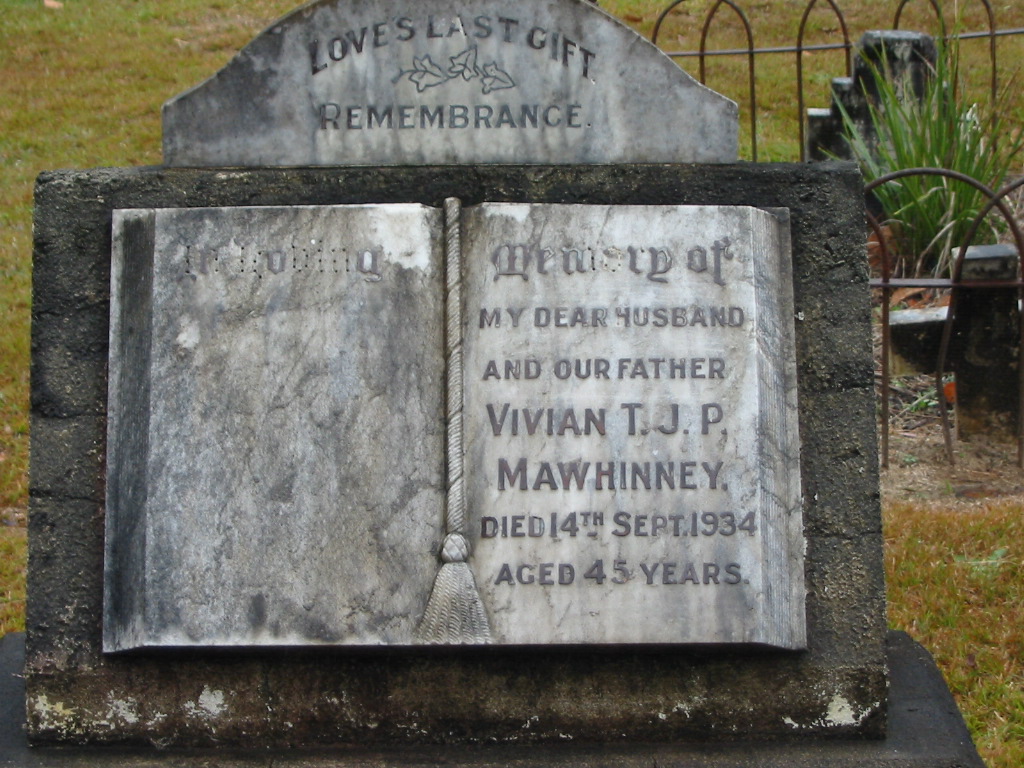 LOVES LAST GIFT.
REMEMBRANCE.
In Loving Memory of
MY DEAR HUSBAND
AND OUR FATHER
VIVIAN T. J. P.
MAWHINNEY.
DIED 14TH SEPT. 1934
AGED 45 YEARS.